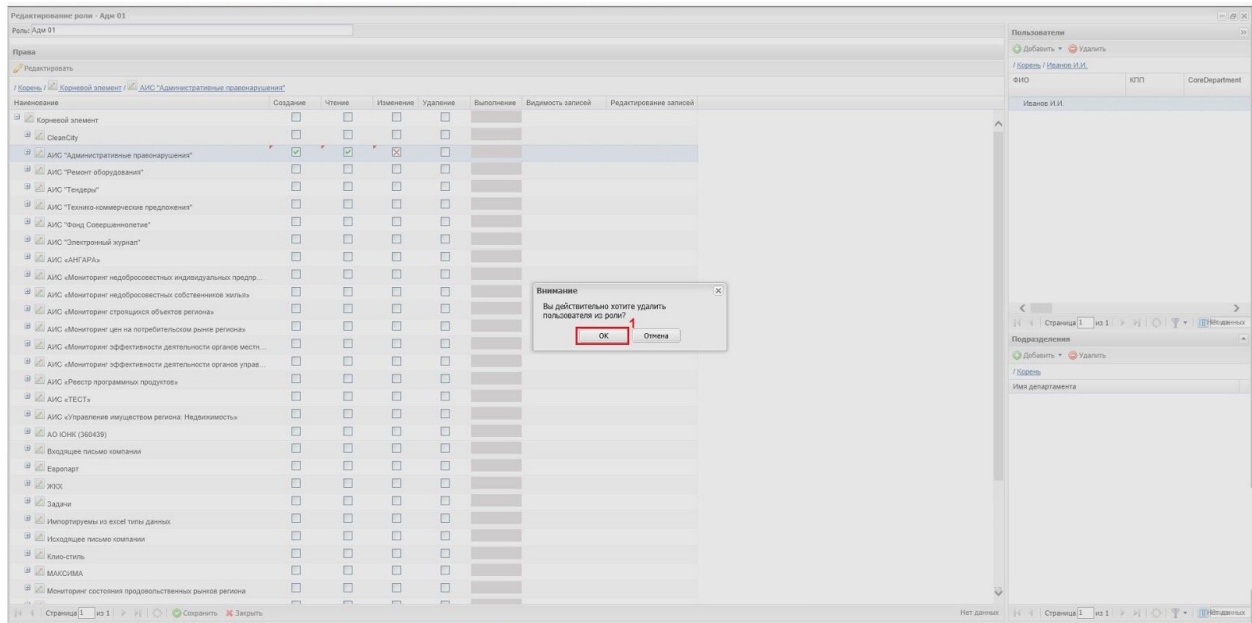 Редактирование роли - Адм 01
Роль: Адм 01
Права
Редактировать
/ Корень / Корневой элемент / АИС "Административные правонарушения"
Наименование Создание Чтение Изменение Удаление Выполнение Видимость записей Редактирование записей
Корневой элемент
CleanCity
АИС "Административные правонарушения"
АИС "Ремонт оборудования"
АИС "Тендеры"
АИС "Технико-коммерческие предложения"
АИС "Фонд Совершеннолетие"
АИС "Электронный журнал"
АИС «АНГАРА»
АИС «Мониторинг недобросовестных индивидуальных предпр...
АИС «Мониторинг недобросовестных собственников жилья»
АИС «Мониторинг строящихся объектов региона»
АИС «Мониторинг цен на потребительском рынке региона»
АИС «Мониторинг эффективности деятельности органов местн...
АИС «Мониторинг эффективности деятельности органов управ...
АИС «Реестр программных продуктов»
АИС «ТЕСТ»
АИС «Управление имуществом региона: Недвижимость»
АО ЮНК (360439)
Входящее письмо компании
Европарт
ЖКХ
Задачи
Импортируемы из excel типы данных
Исходящее письмо компании
Клио-стиль
МАКСИМА
Мониторинг состояния продовольственных рынков региона
Страница 1 из 1 Сохранить Закрыть Нет данных
Внимание
Вы действительно хотите удалить
пользователя из роли?
1
ОК Отмена
Пользователи
Добавить Удалить
/ Корень / Иванов И.И.
ФИО КПП CoreDepartment
Иванов И.И.
Страница 1 из 1
Подразделения
Добавить Удалить
/ Корень
Имя департамента
Страница 1 из 1